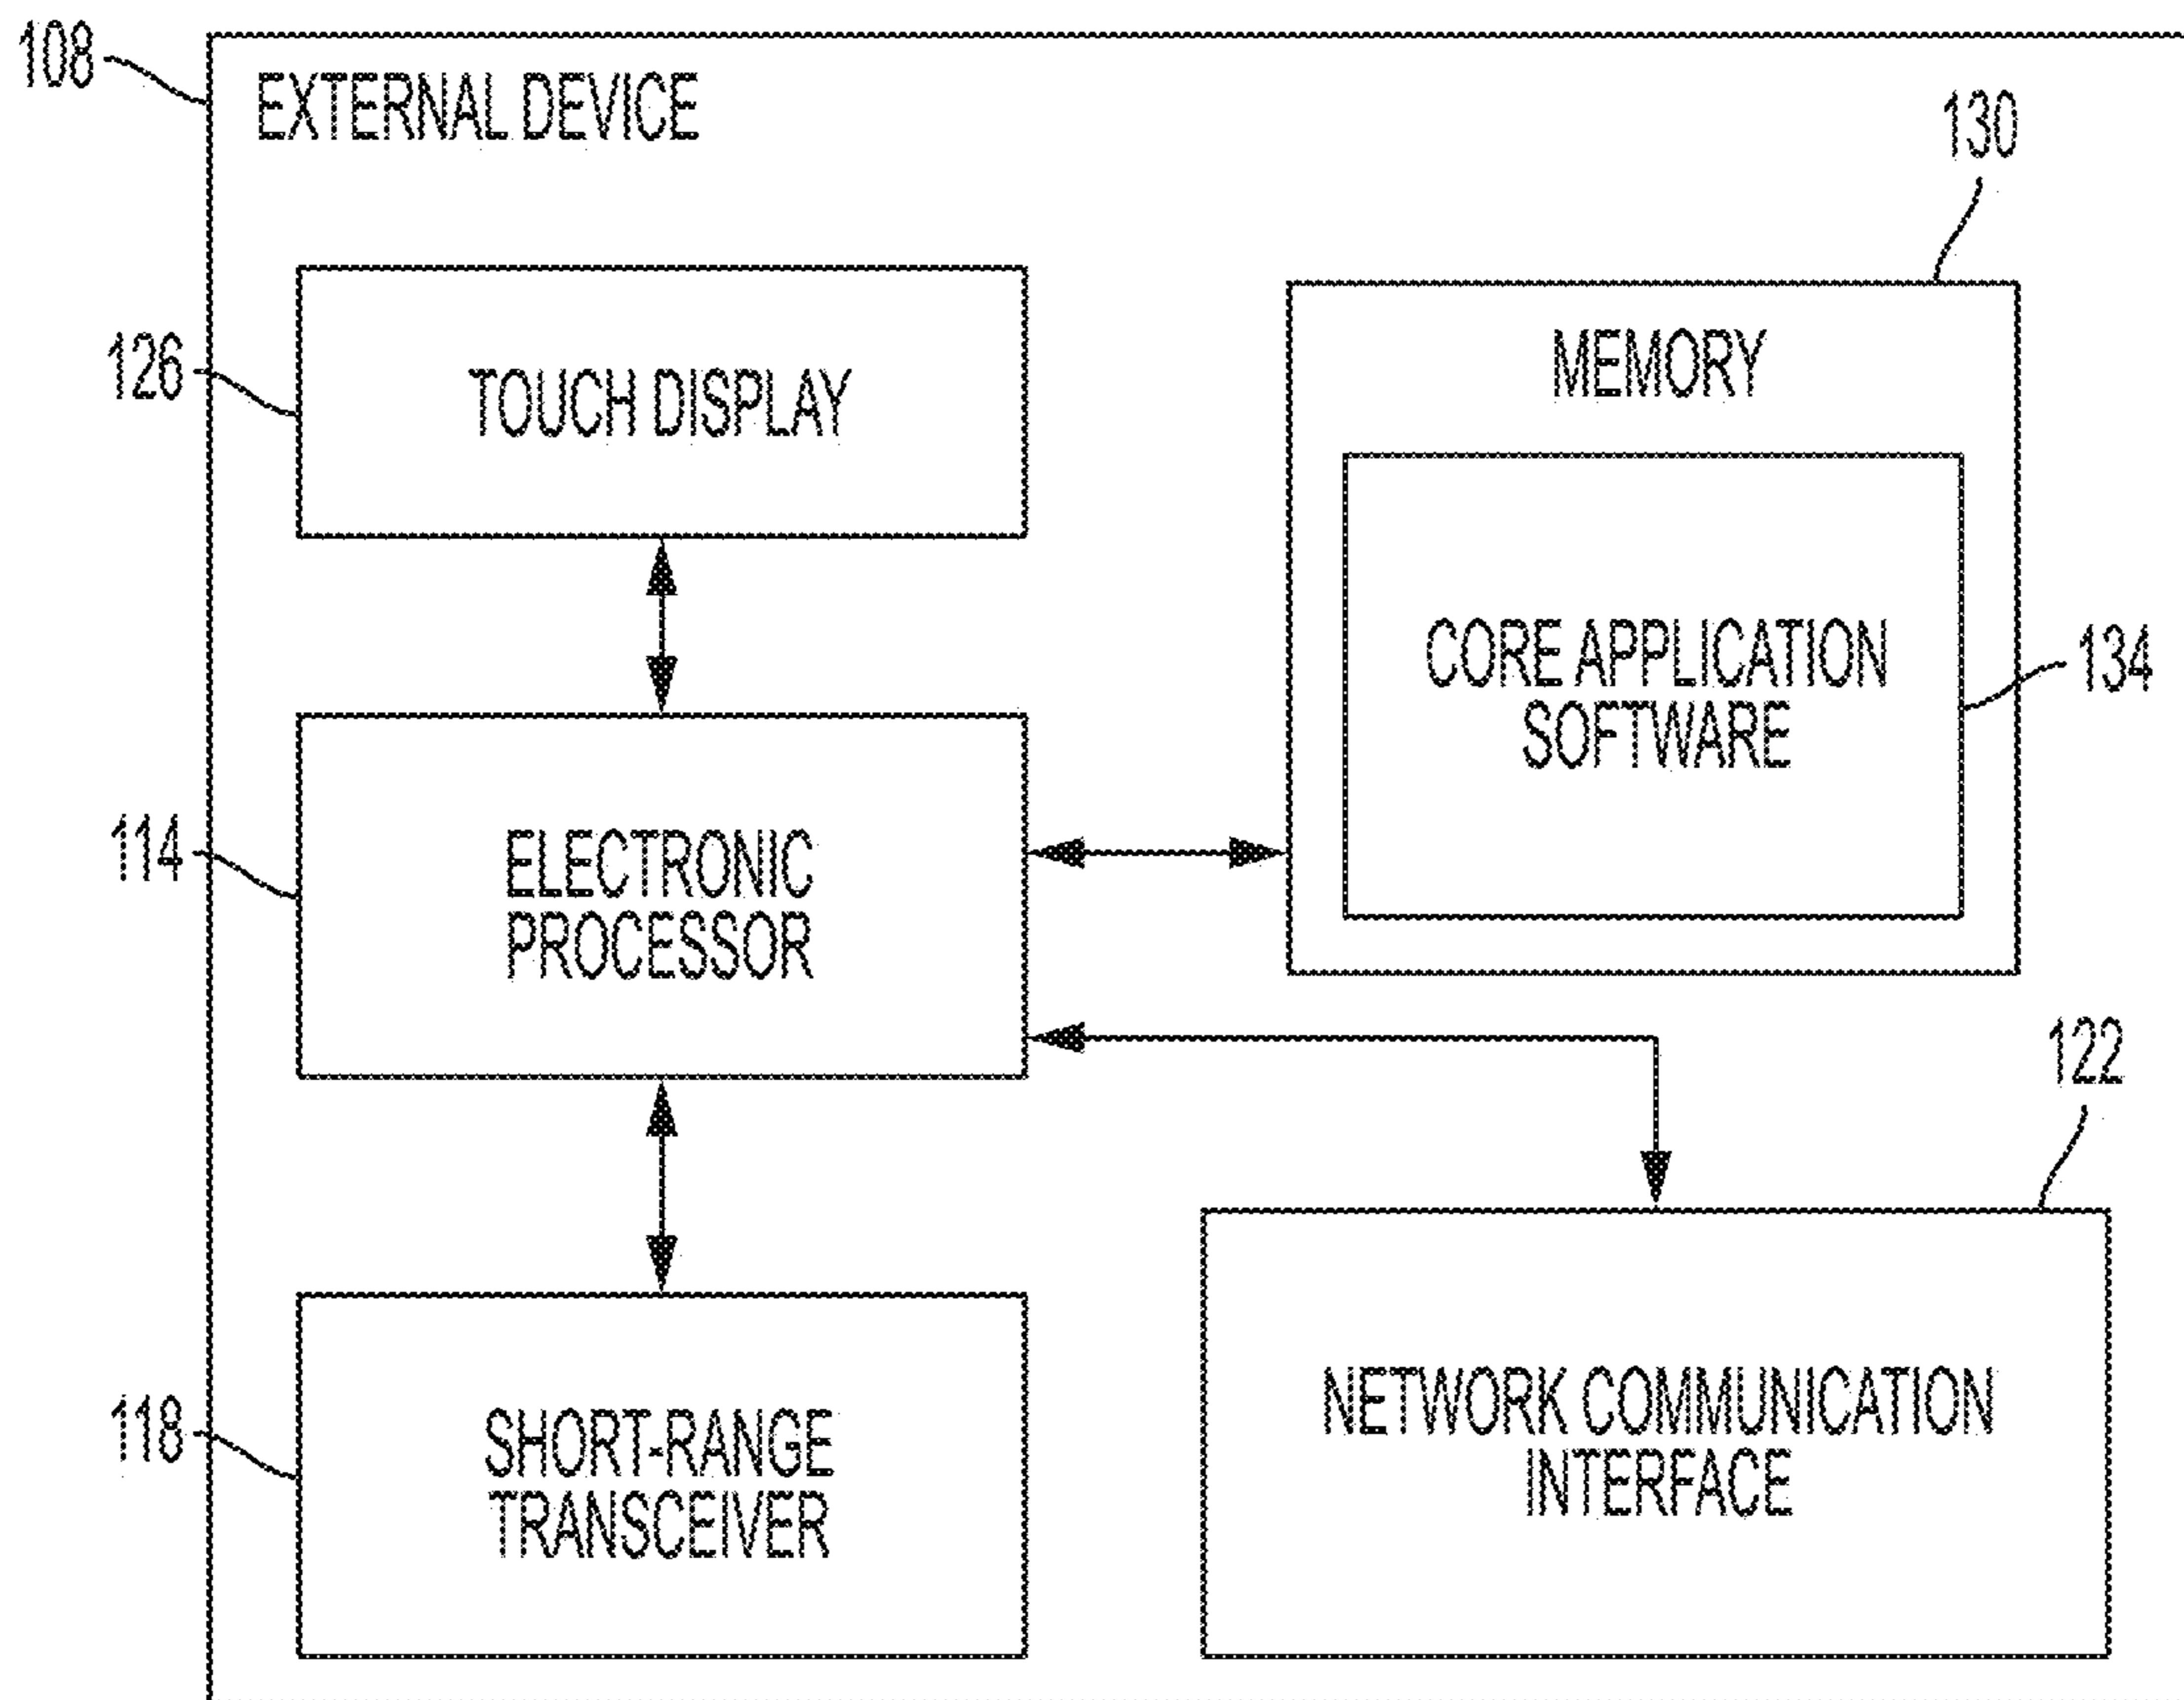 108
EXTERNAL DEVICE
130
126
TOUCH DISPLAY
MEMORY
CORE APPLICATION
SOFTWARE
134
114
ELECTRONIC
PROCESSOR
122
118
SHORT-RANGE
TRANSCEIVER
NETWORK COMMUNICATION
INTERFACE